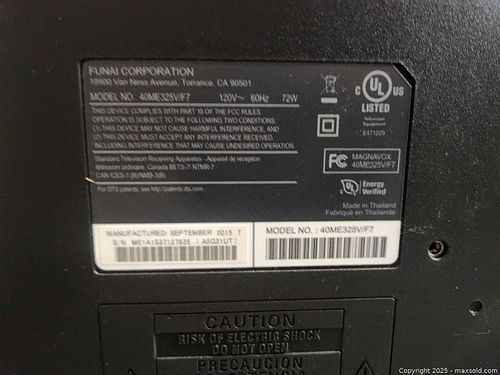 FUNAI CORPORATION
19900 Van Ness Avenue, Torrance, CA 90501
MODEL NO. 40ME325V/F7 120V~ 60Hz 72W
THIS DEVICE COMPLIES WITH PART 15 OF THE FCC RULES.
OPERATION IS SUBJECT TO THE FOLLOWING TWO CONDITIONS:
(1) THIS DEVICE MAY NOT CAUSE HARMFUL INTERFERENCE, AND
(2) THIS DEVICE MUST ACCEPT ANY INTERFERENCE RECEIVED,
INCLUDING INTERFERENCE THAT MAY CAUSE UNDESIRED OPERATION.
Standard Television Receiving Apparatus - Appareil de réception
télévision ordinaire, Canada BETS-7/ NTMR-7
CAN ICES-3 (B)/NMB-3(B)
For DTS patents, see http://patents.dts.com.
C UL US
LISTED
Television
Equipment
E471229
FC MAGNAVOX
40ME325V/F7
UL Energy
Verified
Made in Thailand
Fabriqué en Thaïlande
MANUFACTURED: SEPTEMBER 2015 T
S/N: ME1A1537127635 (A5G21UT)
MODEL NO. : 40ME325V/F7
CAUTION
RISK OF ELECTRIC SHOCK
DO NOT OPEN
PRECAUCIÓN
Copyright © 2025 - maxsold.com